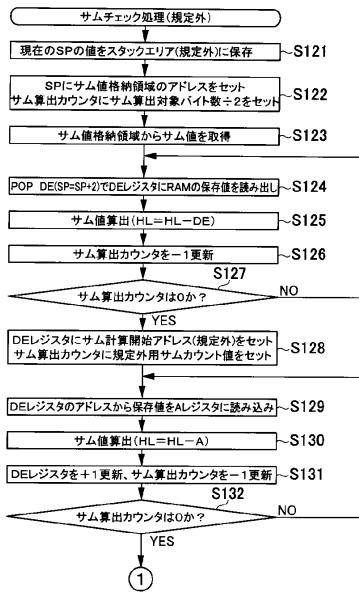 サムチェック処理(規定外)
現在のSPの値をスタックエリア(規定外)に保存
S121
SPにサム値格納領域のアドレスをセット
サム算出カウンタにサム算出対象バイト数÷2をセット
S122
サム値格納領域からサム値を取得
S123
POP DE(SP=SP+2)でDEレジスタにRAMの保存値を読み出し
S124
サム値算出(HL=HL-DE)
S125
サム算出カウンタを-1更新
S126
S127
サム算出カウンタは0か?
NO
YES
DEレジスタにサム計算開始アドレス(規定外)をセット
サム算出カウンタに規定外用サムカウント値をセット
S128
DEレジスタのアドレスから保存値をAレジスタに読み込み
S129
サム値算出(HL=HL-A)
S130
DEレジスタを+1更新、サム算出カウンタを-1更新
S131
S132
サム算出カウンタは0か?
NO
YES
1